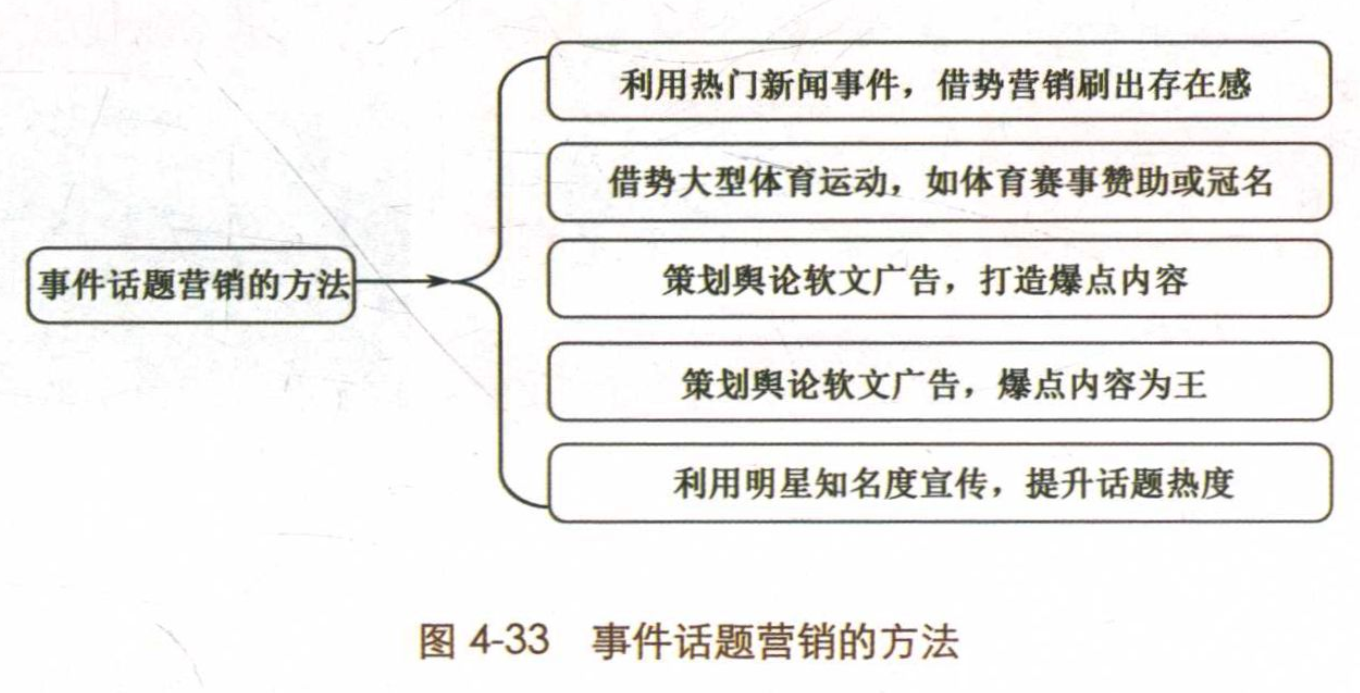 利用热门新闻事件，借势营销刷出存在感
借势大型体育运动，如体育赛事赞助或冠名
事件话题营销的方法
策划舆论软文广告，打造爆点内容
策划舆论软文广告，爆点内容为王
利用明星知名度宣传，提升话题热度
图 4-33 事件话题营销的方法